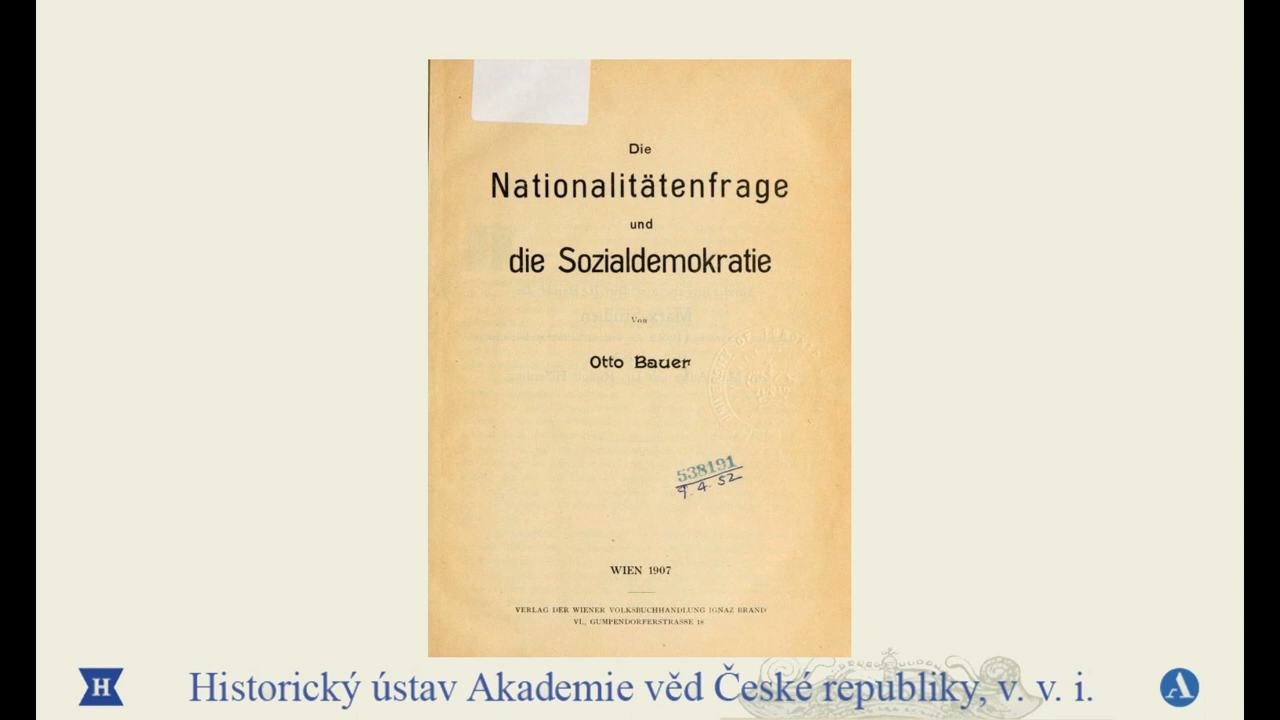 Die
Nationalitätenfrage
und
die Sozialdemokratie
Von
Otto Bauer
538191
9. 4. 52
WIEN 1907
VERLAG DER WIENER VOLKSBUCHHANDLUNG IGNAZ BRAND
VI., GUMPENDORFERSTRASSE 18
H Historický ústav Akademie věd České republiky, v. v. i. A